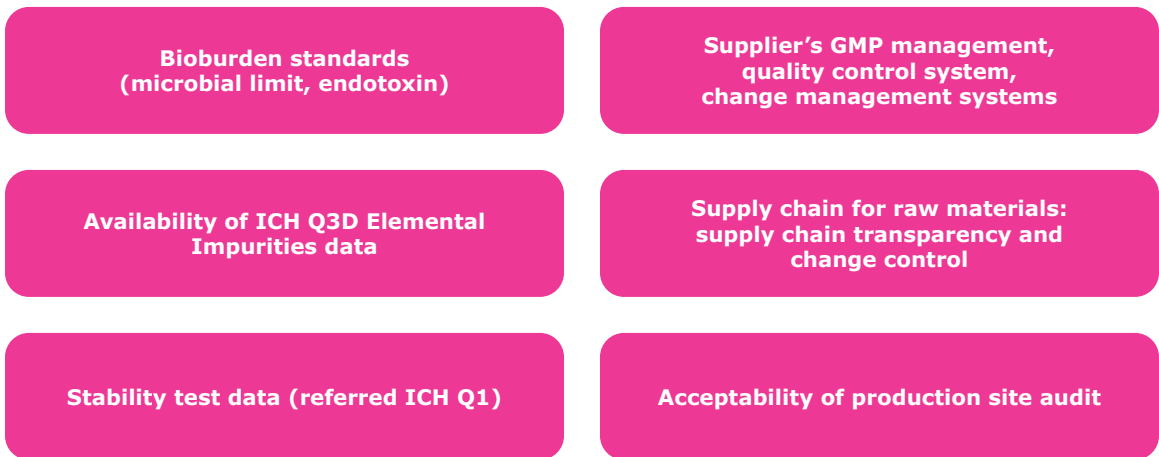 Bioburden standards
(microbial limit, endotoxin)
Supplier’s GMP management,
quality control system,
change management systems
Availability of ICH Q3D Elemental
Impurities data
Supply chain for raw materials:
supply chain transparency and
change control
Stability test data (referred ICH Q1)
Acceptability of production site audit